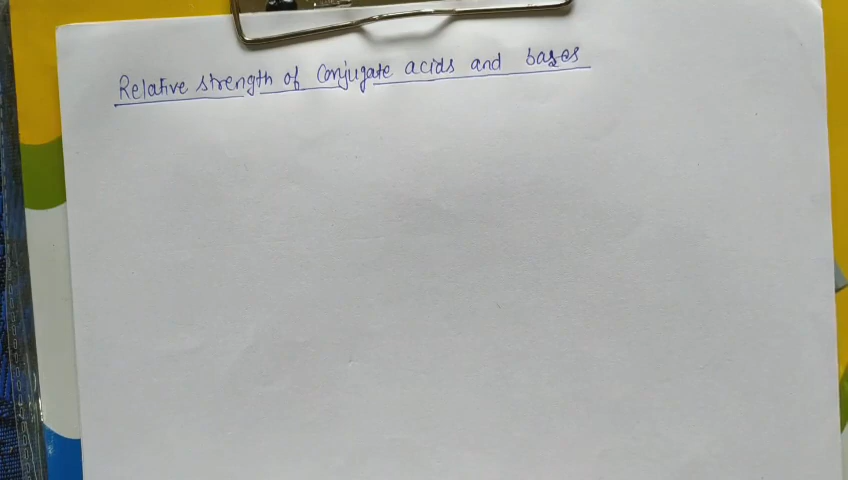 Relative strength of Conjugate acids and bases